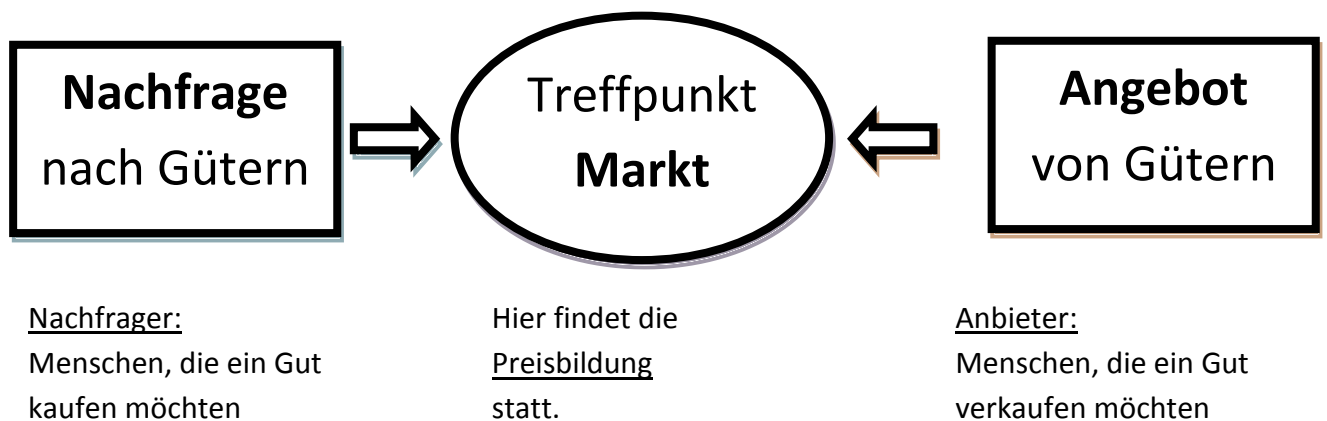 Nachfrage
nach Gütern
Treffpunkt
Markt
Angebot
von Gütern
Nachfrager:
Menschen, die ein Gut
kaufen möchten
Hier findet die
Preisbildung
statt.
Anbieter:
Menschen, die ein Gut
verkaufen möchten